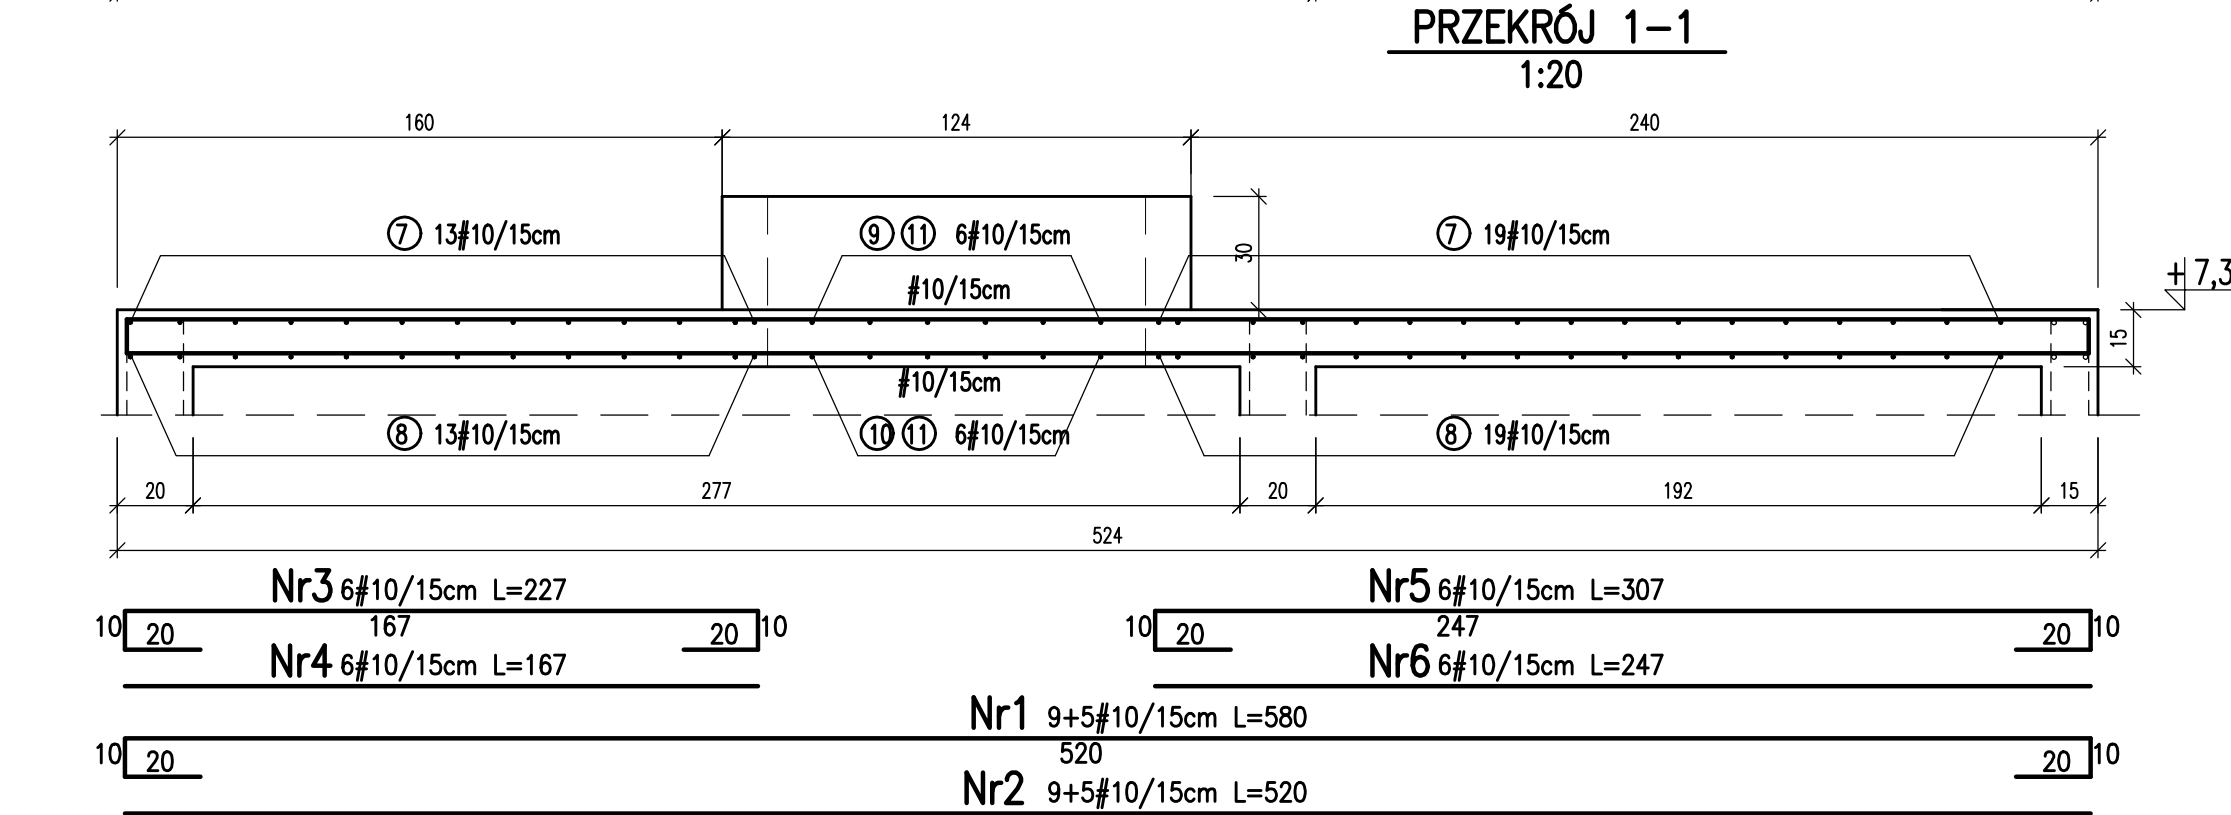 PRZEKRÓJ 1-1
1:20
160 124 240
7 13#10/15cm 9 11 6#10/15cm 7 19#10/15cm
30
#10/15cm
+7,3
15
#10/15cm
8 13#10/15cm 10 11 6#10/15cm 8 19#10/15cm
20 277 20 192 15
524
Nr3 6#10/15cm L=227 Nr5 6#10/15cm L=307
10 20 167 20 10 10 20 247 20 10
Nr4 6#10/15cm L=167 Nr6 6#10/15cm L=247
Nr1 9+5#10/15cm L=580
10 20 520 20 10
Nr2 9+5#10/15cm L=520